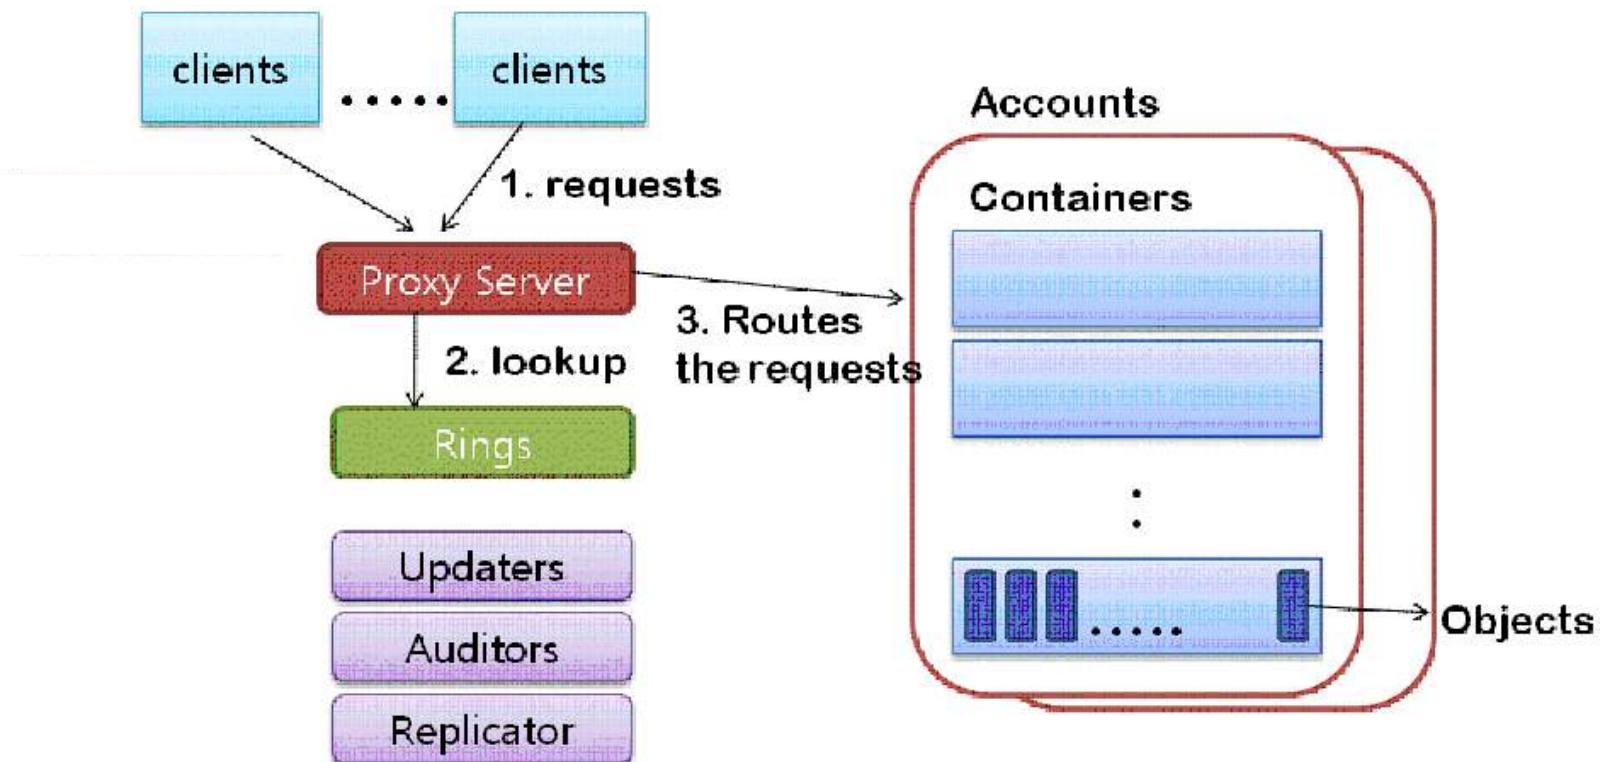 clients
.....
clients
1. requests
Proxy Server
2. lookup
Rings
Updaters
Auditors
Replicator
3. Routes
the requests
Accounts
Containers
.....
Objects